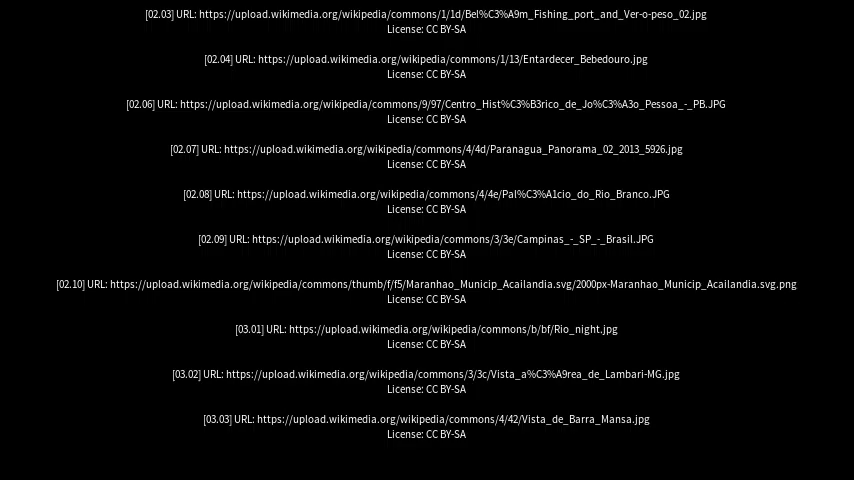 [02.03] URL: https://upload.wikimedia.org/wikipedia/commons/1/1d/Bel%C3%A9m_Fishing_port_and_Ver-o-peso_02.jpg
License: CC BY-SA
[02.04] URL: https://upload.wikimedia.org/wikipedia/commons/1/13/Entardecer_Bebedouro.jpg
License: CC BY-SA
[02.06] URL: https://upload.wikimedia.org/wikipedia/commons/9/97/Centro_Hist%C3%B3rico_de_Jo%C3%A3o_Pessoa_-_PB.JPG
License: CC BY-SA
[02.07] URL: https://upload.wikimedia.org/wikipedia/commons/4/4d/Paranagua_Panorama_02_2013_5926.jpg
License: CC BY-SA
[02.08] URL: https://upload.wikimedia.org/wikipedia/commons/4/4e/Pal%C3%A1cio_do_Rio_Branco.JPG
License: CC BY-SA
[02.09] URL: https://upload.wikimedia.org/wikipedia/commons/3/3e/Campinas_-_SP_-_Brasil.JPG
License: CC BY-SA
[02.10] URL: https://upload.wikimedia.org/wikipedia/commons/thumb/f/f5/Maranhao_Municip_Acailandia.svg/2000px-Maranhao_Municip_Acailandia.svg.png
License: CC BY-SA
[03.01] URL: https://upload.wikimedia.org/wikipedia/commons/b/bf/Rio_night.jpg
License: CC BY-SA
[03.02] URL: https://upload.wikimedia.org/wikipedia/commons/3/3c/Vista_a%C3%A9rea_de_Lambari-MG.jpg
License: CC BY-SA
[03.03] URL: https://upload.wikimedia.org/wikipedia/commons/4/42/Vista_de_Barra_Mansa.jpg
License: CC BY-SA